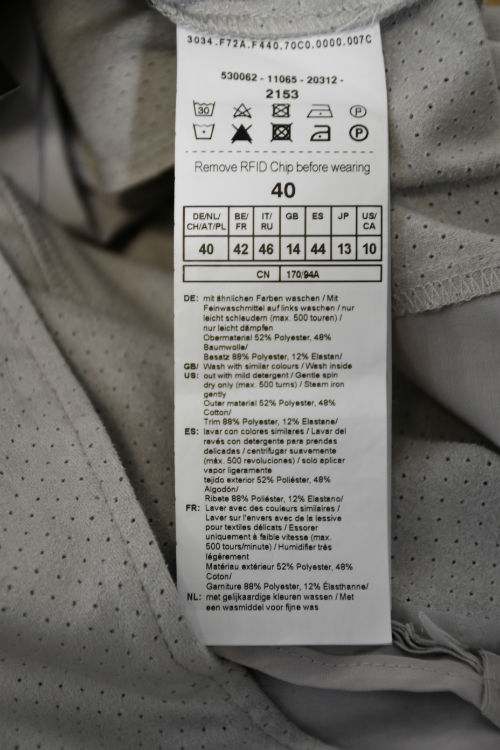 3034.F72A.F440.70C0.0000.007C
530062 - 11065 - 20312 -
2153
30
P
P
Remove RFID Chip before wearing
40
DE/NL/ CH/AT/PL BE/ FR IT/ RU GB ES JP US/ CA
40 42 46 14 44 13 10
CN 170/94A
DE: mit ähnlichen Farben waschen / Mit
Feinwaschmittel auf links waschen / nur
leicht schleudern (max. 500 touren) /
nur leicht dämpfen
Obermaterial 52% Polyester, 48%
Baumwolle/
Besatz 88% Polyester, 12% Elastan/
GB/ Wash with similar colours / Wash inside
US: out with mild detergent / Gentle spin
dry only (max. 500 turns) / Steam iron
gently
Outer material 52% Polyester, 48%
Cotton/
Trim 88% Polyester, 12% Elastane/
ES: lavar con colores similares / Lavar del
revés con detergente para prendas
delicadas / centrifugar suavemente
(máx. 500 revoluciones) / solo aplicar
vapor ligeramente
tejido exterior 52% Poliéster, 48%
Algodón/
Ribete 88% Poliéster, 12% Elastano/
FR: Laver avec des couleurs similaires /
Laver sur l'envers avec de la lessive
pour textiles délicats / Essorer
uniquement à faible vitesse (max.
500 tours/minute) / Humidifier très
légèrement
Matériau extérieur 52% Polyester, 48%
Coton/
Garniture 88% Polyester, 12% Élasthanne/
NL: met gelijkaardige kleuren wassen / Met
een wasmiddel voor fijne was